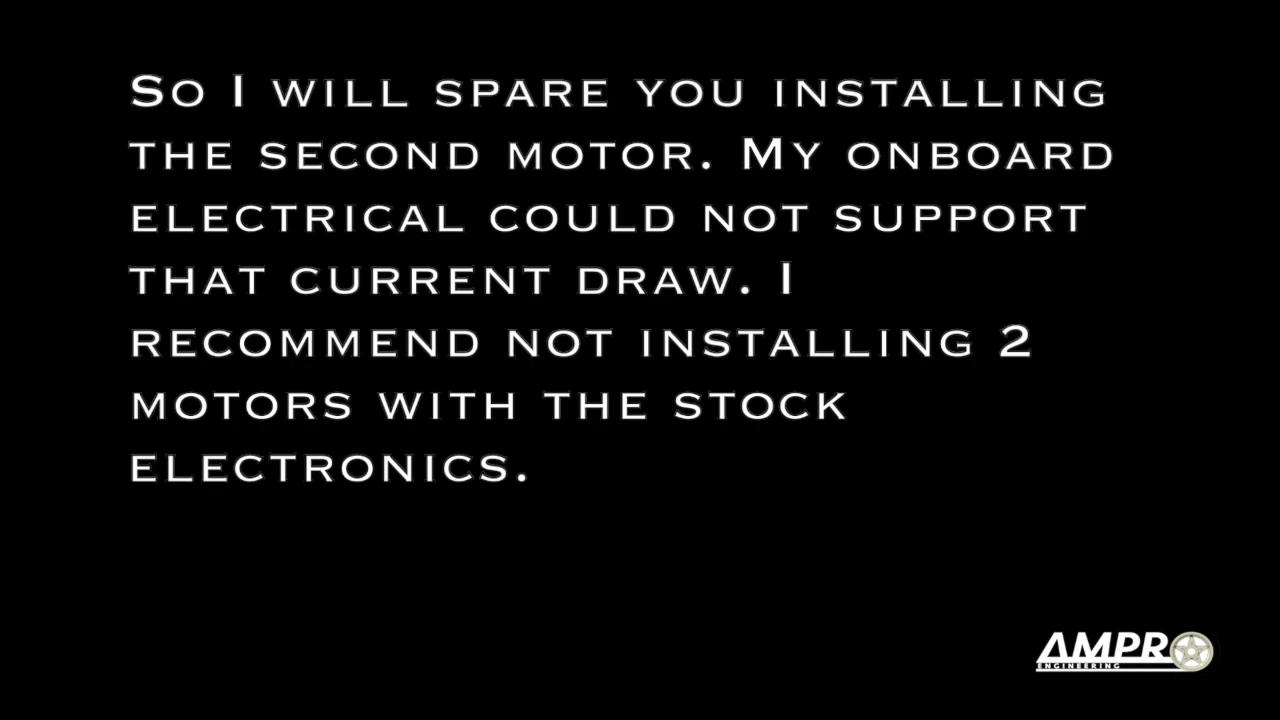 So I will spare you installing
the second motor. My onboard
electrical could not support
that current draw. I
recommend not installing 2
motors with the stock
electronics.
AMPRO
ENGINEERING